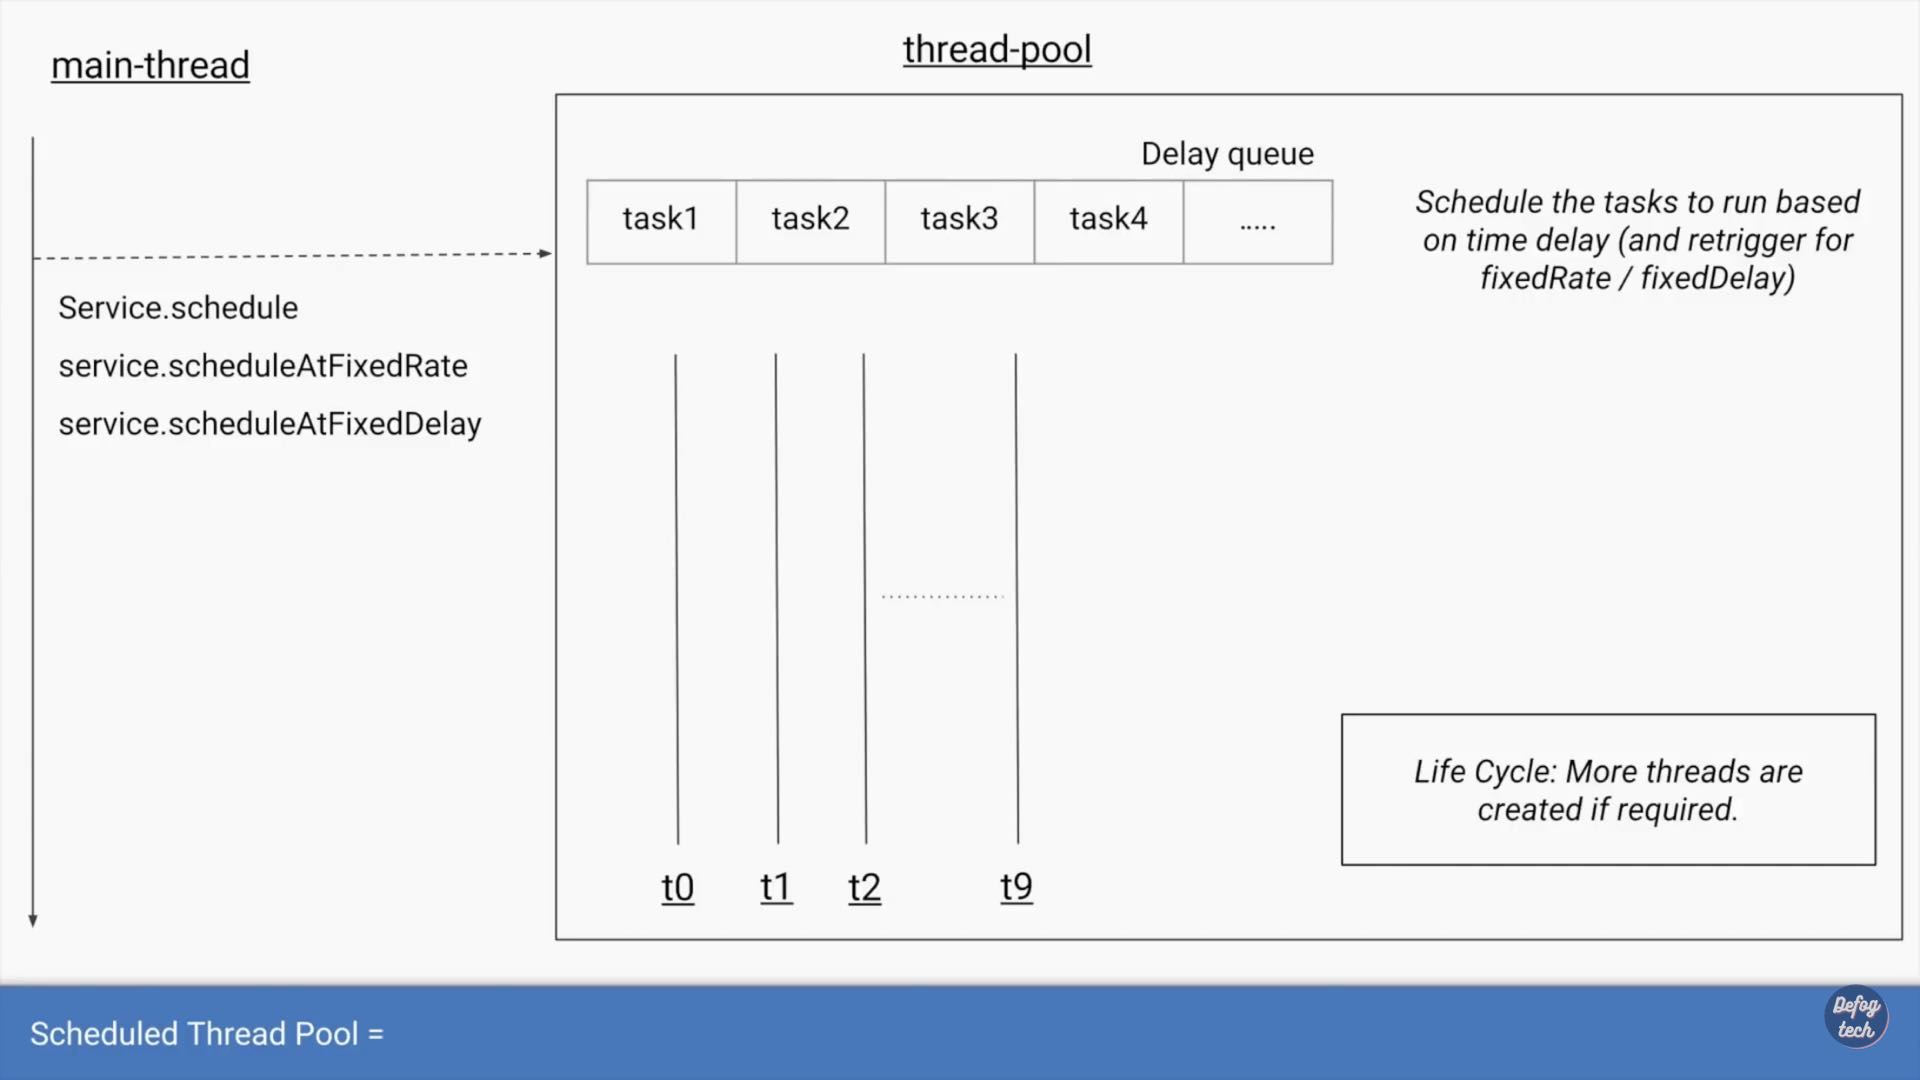 main-thread
thread-pool
Delay queue
task1 task2 task3 task4 .....
Schedule the tasks to run based
on time delay (and retrigger for
fixedRate / fixedDelay)
Service.schedule
service.scheduleAtFixedRate
service.scheduleAtFixedDelay
Life Cycle: More threads are
created if required.
t0 t1 t2 t9
Scheduled Thread Pool =
Defog
tech